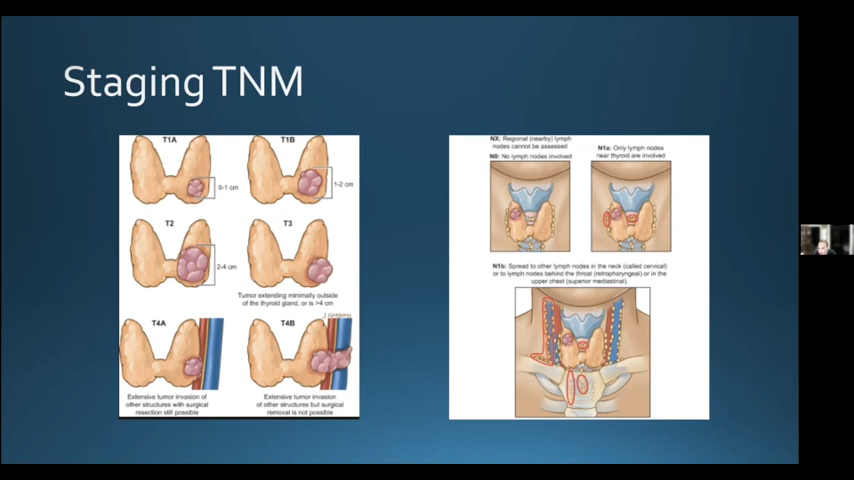 Staging TNM
T1A
T1B
0-1 cm
1-2 cm
T2
T3
2-4 cm
Tumor extending minimally outside
of the thyroid gland, or is >4 cm
T4A
T4B
Extensive tumor invasion of
other structures with surgical
resection still possible
Extensive tumor invasion
of other structures but surgical
removal is not possible
NX: Regional (nearby) lymph
nodes cannot be assessed
N0: No lymph nodes involved
N1a: Only lymph nodes
near thyroid are involved
N1b: Spread to other lymph nodes in the neck (called cervical)
or to lymph nodes behind the throat (retropharyngeal) or in the
upper chest (superior mediastinal)